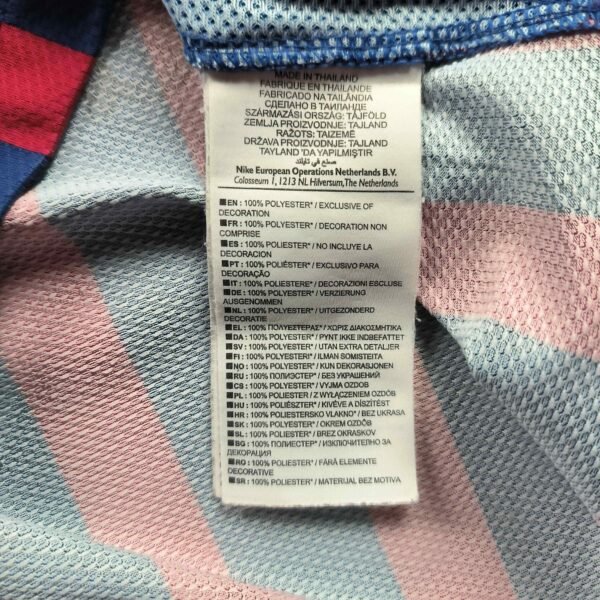 MADE IN THAILAND
FABRIQUE EN THAILANDE
FABRICADO NA TAILÂNDIA
СДЕЛАНО В ТАИЛАНДЕ
SZÁRMAZÁSI ORSZÁG: TÁJFÖLD
ZEMLJA PROIZVODNJE: TAJLAND
RAŽOTS: TAIZEMĒ
DRŽAVA PROIZVODNJE: TAJLAND
TAYLAND 'DA YAPILMIŞTIR
صنع في تايلند
Nike European Operations Netherlands B.V.
Colosseum 1, 1213 NL Hilversum, The Netherlands
EN: 100% POLYESTER* / EXCLUSIVE OF
DECORATION
FR: 100% POLYESTER* / DECORATION NON
COMPRISE
ES: 100% POLIESTER* / NO INCLUYE LA
DECORACION
PT: 100% POLIÉSTER* / EXCLUSIVO PARA
DECORAÇÃO
IT: 100% POLIESTERE* / DECORAZIONI ESCLUSE
DE: 100% POLYESTER* / VERZIERUNG
AUSGENOMMEN
NL: 100% POLYESTER* / UITGEZONDERD
DECORATIE
EL: 100% ΠΟΛΥΕΣΤΕΡΑΣ* / ΧΩΡΙΣ ΔΙΑΚΟΣΜΗΤΙΚΑ
DA: 100% POLYESTER* / PYNT IKKE INDBEFATTET
SV: 100% POLYESTER* / UTAN EXTRA DETALJER
FI: 100% POLYESTERI* / ILMAN SOMISTEITA
NO: 100% POLYESTER* / KUN DEKORASJONEN
RU: 100% ПОЛИЭСТЕР* / БЕЗ УКРАШЕНИЙ
CS: 100% POLYESTER* / VYJMA OZDOB
PL: 100% POLIESTER / Z WYŁĄCZENIEM OZDÓB
HU: 100% POLIÉSZTER* / KIVÉVE A DÍSZÍTÉST
HR: 100% POLIESTERSKO VLAKNO* / BEZ UKRASA
SK: 100% POLYESTER* / OKREM OZDÔB
SL: 100% POLIESTER* / BREZ OKRASKOV
BG: 100% ПОЛИЕСТЕР* / ИЗКЛЮЧИТЕЛНО ЗА
ДЕКОРАЦИЯ
RO: 100% POLIESTER* / FĂRĂ ELEMENTE
DECORATIVE
SR: 100% POLIESTER* / MATERIJAL BEZ MOTIVA